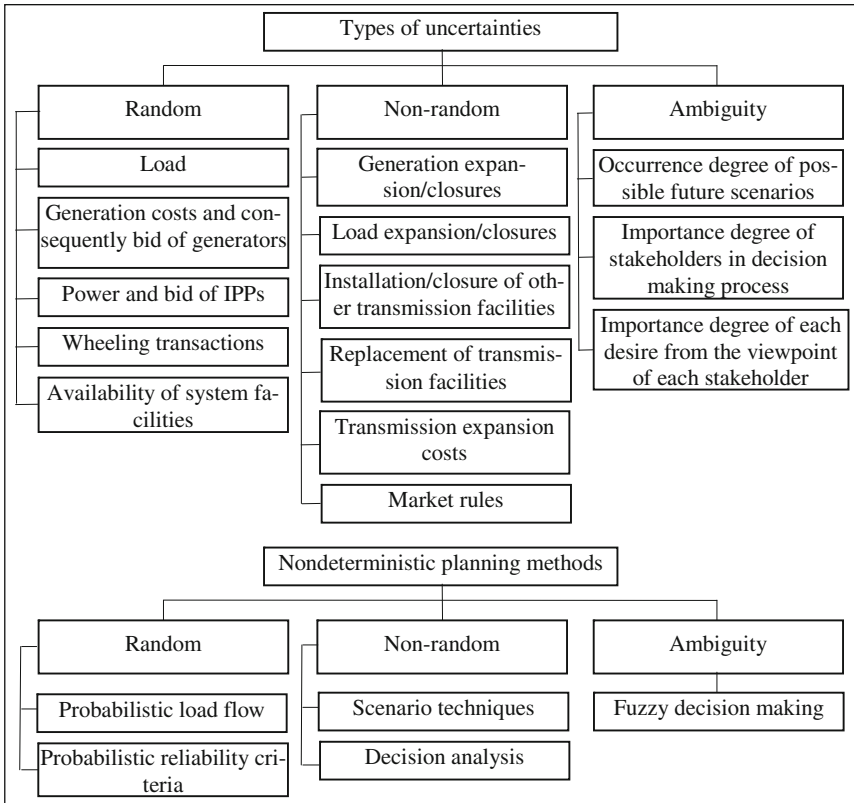 Types of uncertainties
Random
Non-random
Ambiguity
Load
Generation costs and con-
sequently bid of generators
Power and bid of IPPs
Wheeling transactions
Availability of system fa-
cilities
Generation expan-
sion/closures
Load expansion/closures
Installation/closure of oth-
er transmission facilities
Replacement of transmis-
sion facilities
Transmission expansion
costs
Market rules
Occurrence degree of pos-
sible future scenarios
Importance degree of
stakeholders in decision
making process
Importance degree of each
desire from the viewpoint
of each stakeholder
Nondeterministic planning methods
Random
Non-random
Ambiguity
Probabilistic load flow
Probabilistic reliability cri-
teria
Scenario techniques
Decision analysis
Fuzzy decision making